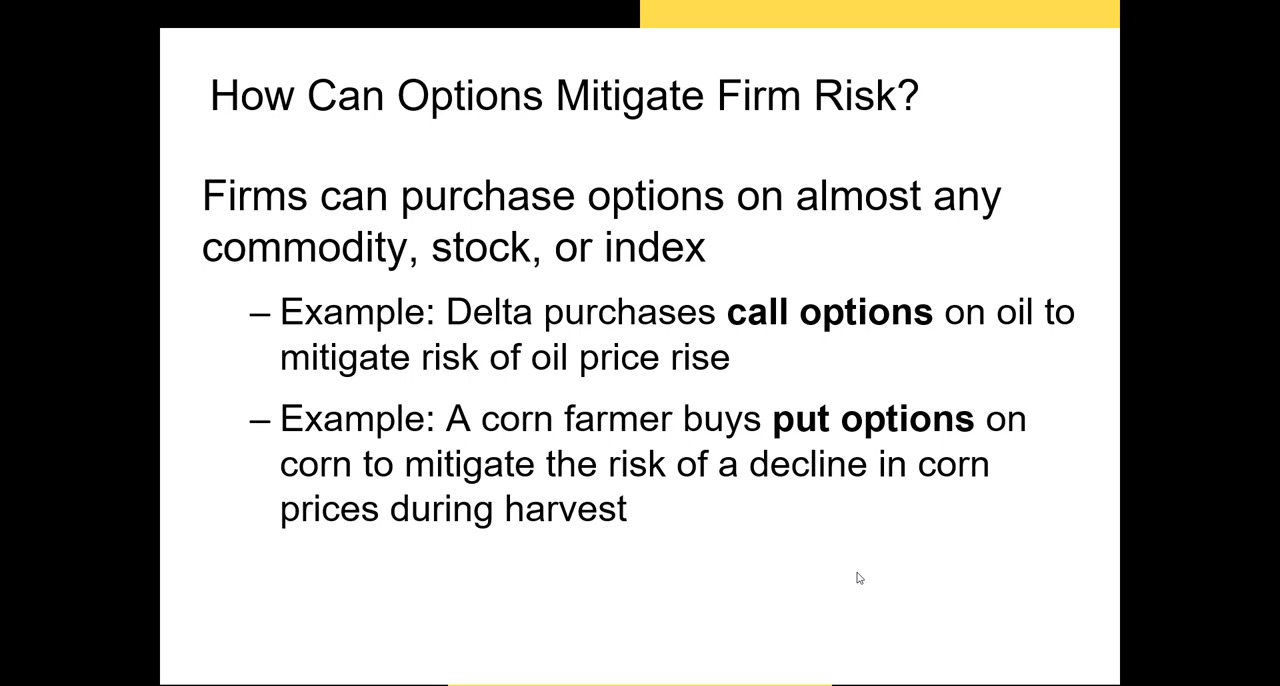 How Can Options Mitigate Firm Risk?
Firms can purchase options on almost any
commodity, stock, or index
– Example: Delta purchases call options on oil to
mitigate risk of oil price rise
– Example: A corn farmer buys put options on
corn to mitigate the risk of a decline in corn
prices during harvest